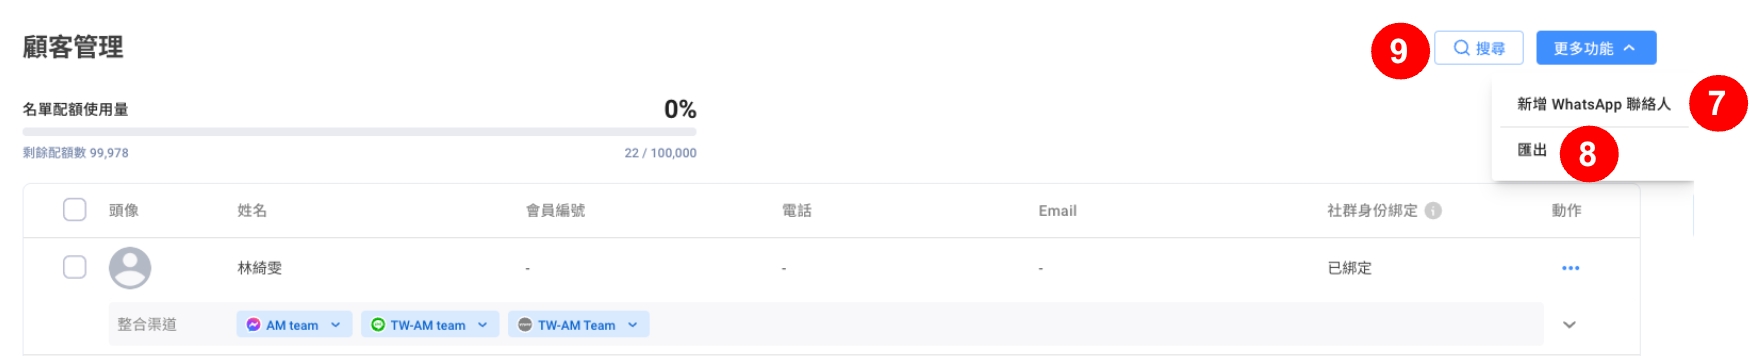 顧客管理
9
搜尋
更多功能
新增 WhatsApp 聯絡人
7
匯出
8
名單配額使用量
0%
剩餘配額數 99,978
22 / 100,000
頭像 姓名 會員編號 電話 Email 社群身份綁定 動作
林綺雯 - - - 已綁定
整合渠道 AM team TW-AM team TW-AM Team